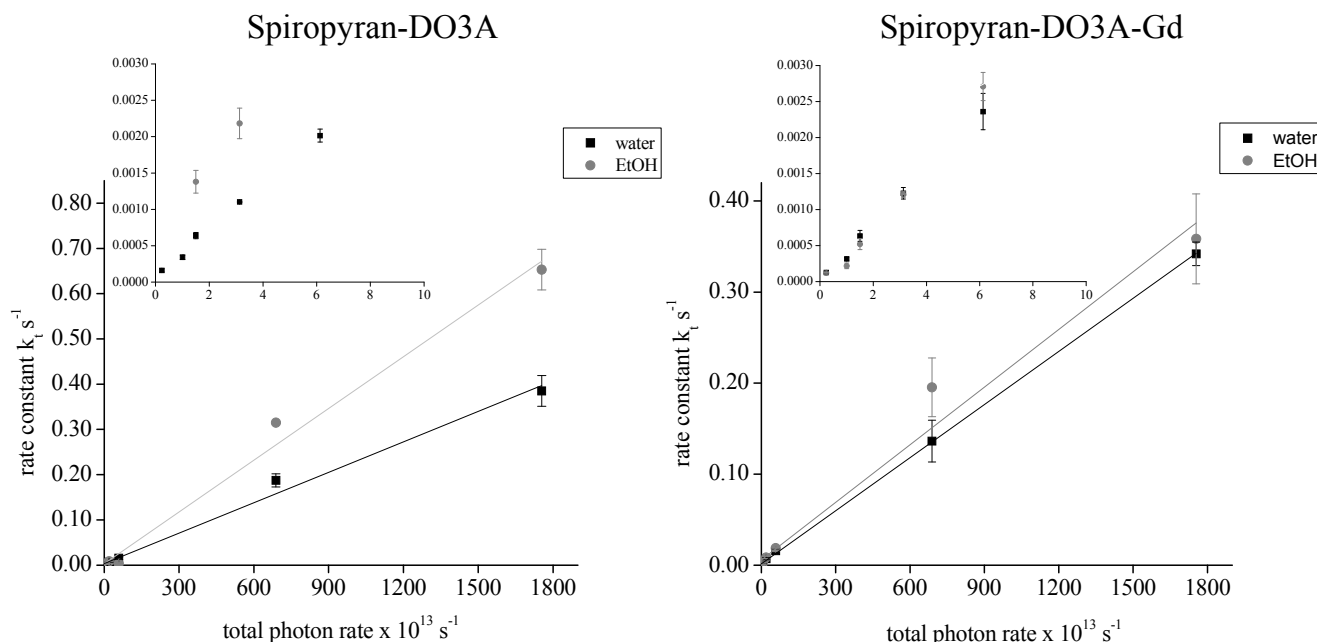 Spiropyran-DO3A
0.0030
0.0025
0.0020
0.0015
0.0010
0.0005
0.0000
0 2 4 6 8 10
water
EtOH
0.80
0.70
0.60
0.50
0.40
0.30
0.20
0.10
0.00
0 300 600 900 1200 1500 1800
rate constant k_t s^-1
total photon rate x 10^13 s^-1
Spiropyran-DO3A-Gd
0.0030
0.0025
0.0020
0.0015
0.0010
0.0005
0.0000
0 2 4 6 8 10
water
EtOH
0.40
0.30
0.20
0.10
0.00
0 300 600 900 1200 1500 1800
rate constant k_t s^-1
total photon rate x 10^13 s^-1